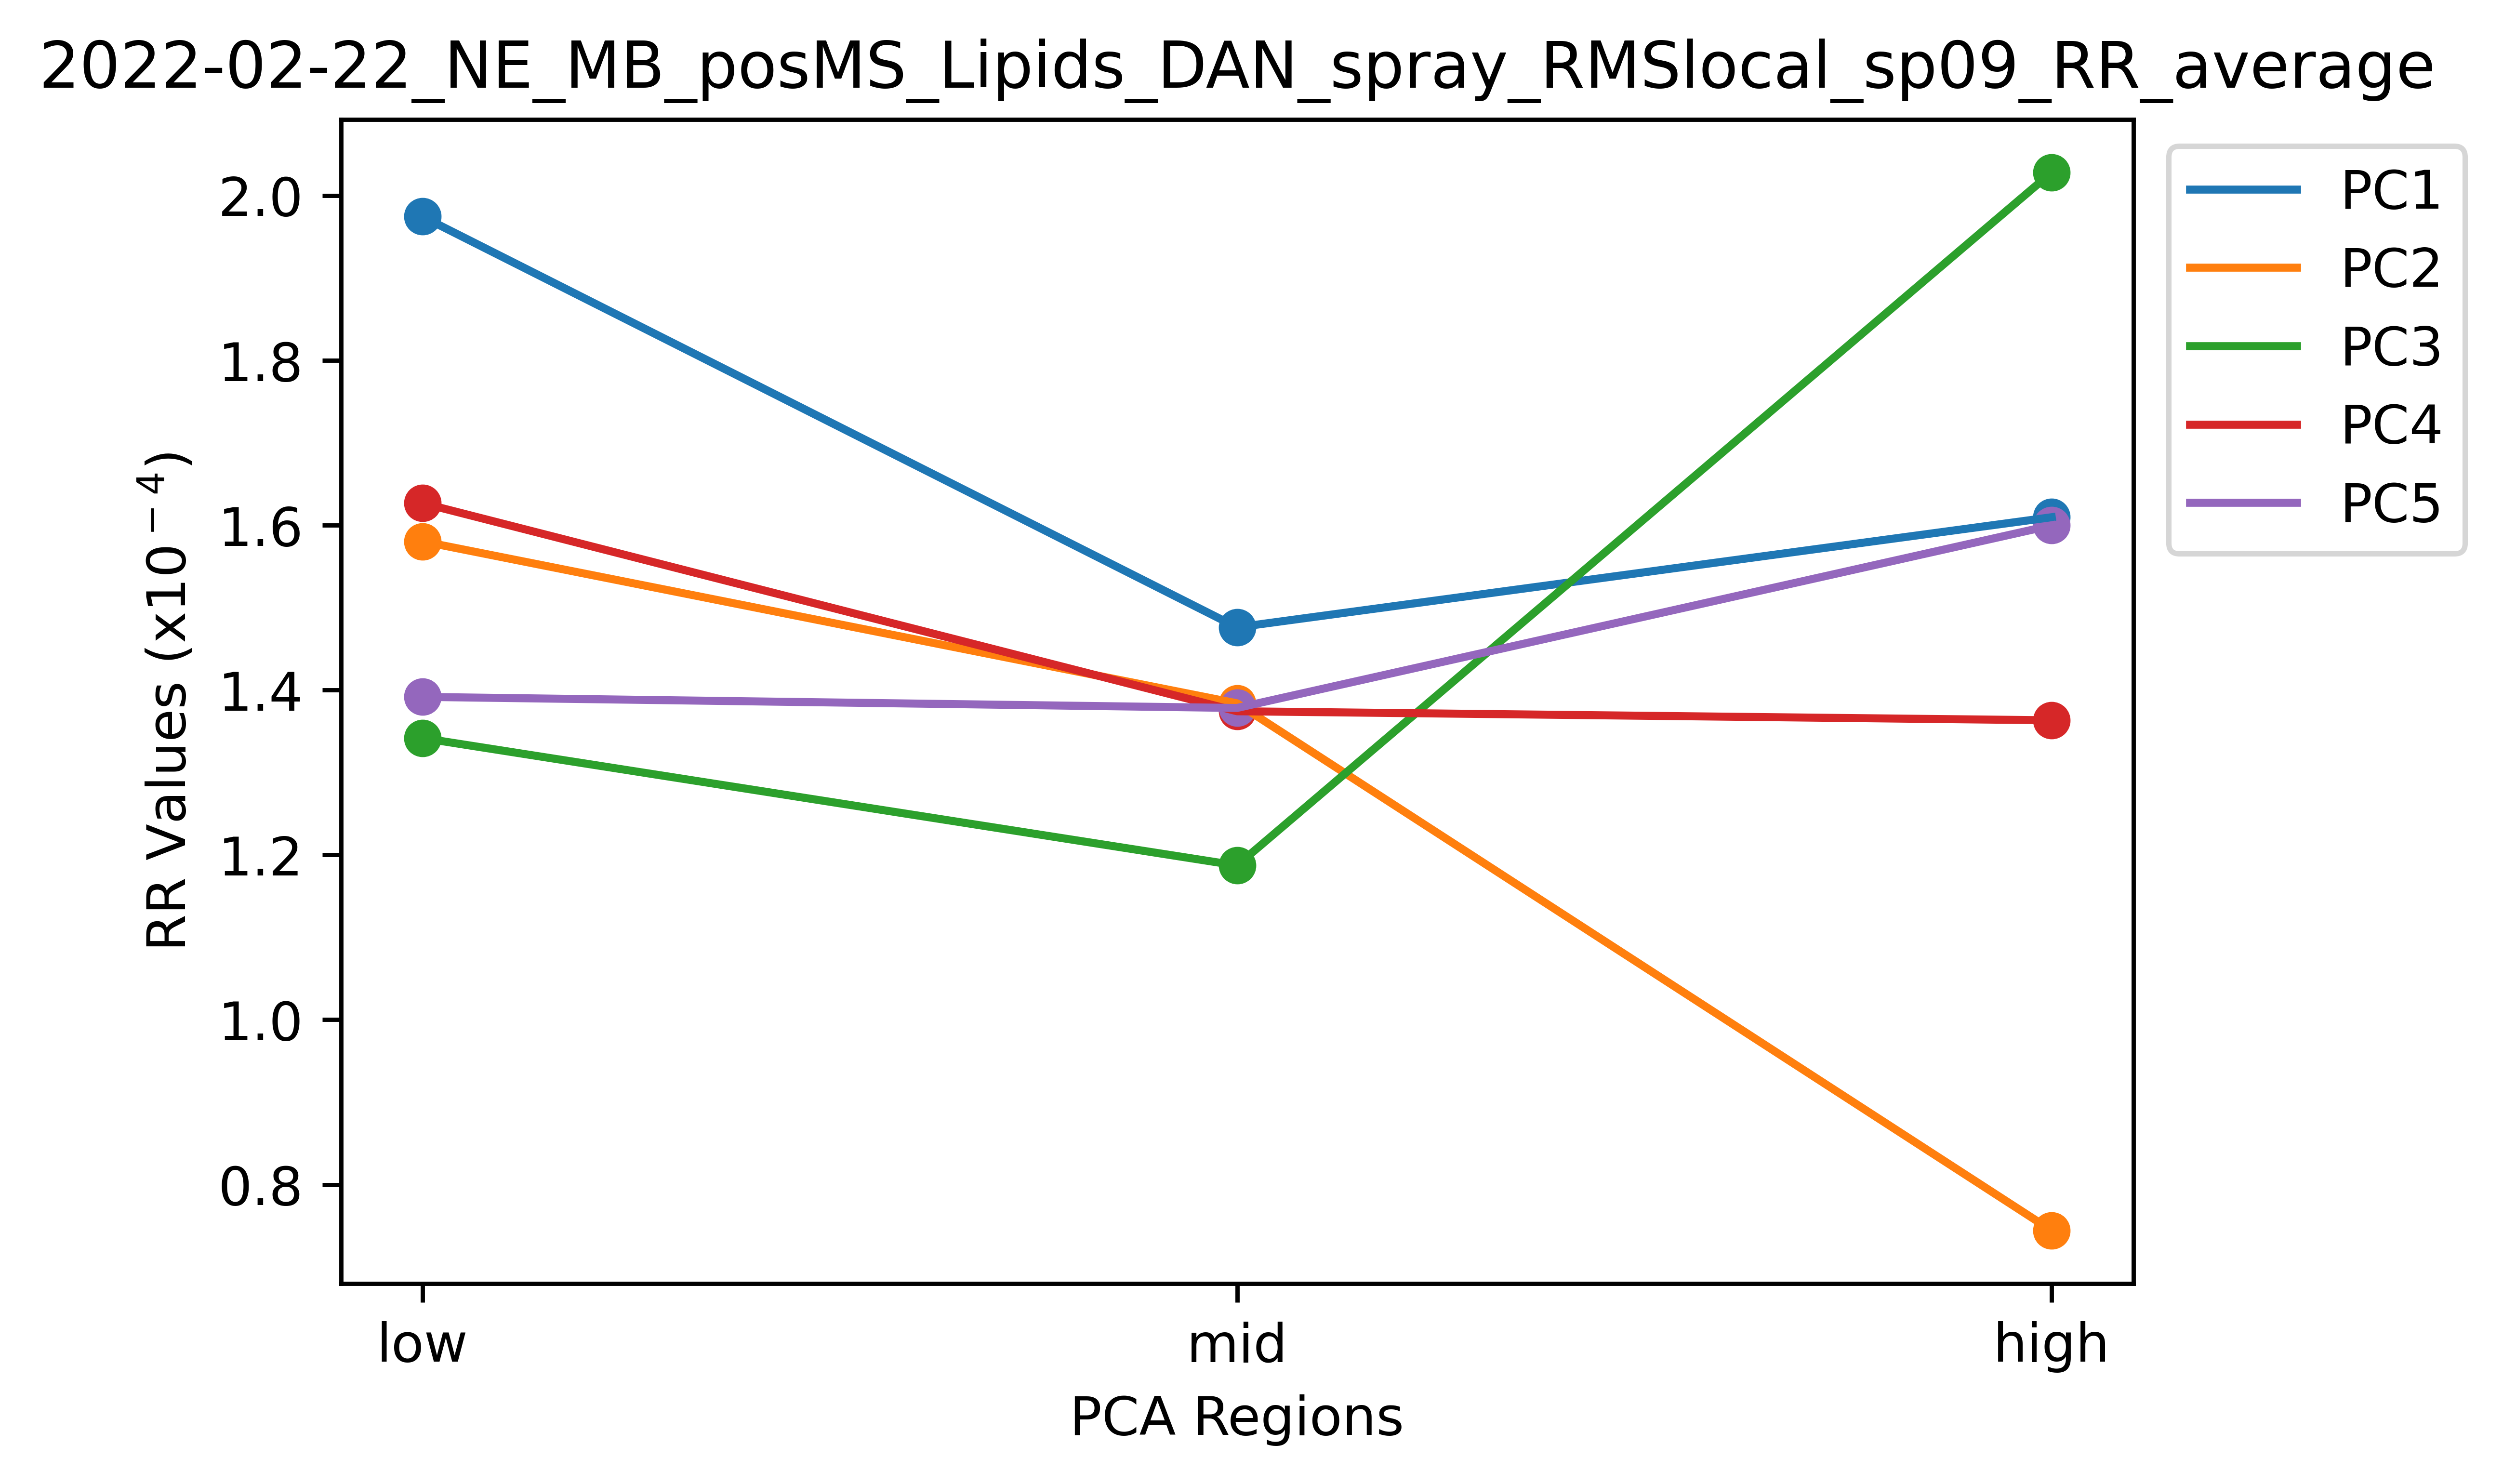 2022-02-22_NE_MB_posMS_Lipids_DAN_spray_RMSlocal_sp09_RR_average
2.0
1.8
1.6
1.4
1.2
1.0
0.8
RR Values (x10⁻⁴)
low
mid
high
PCA Regions
PC1
PC2
PC3
PC4
PC5